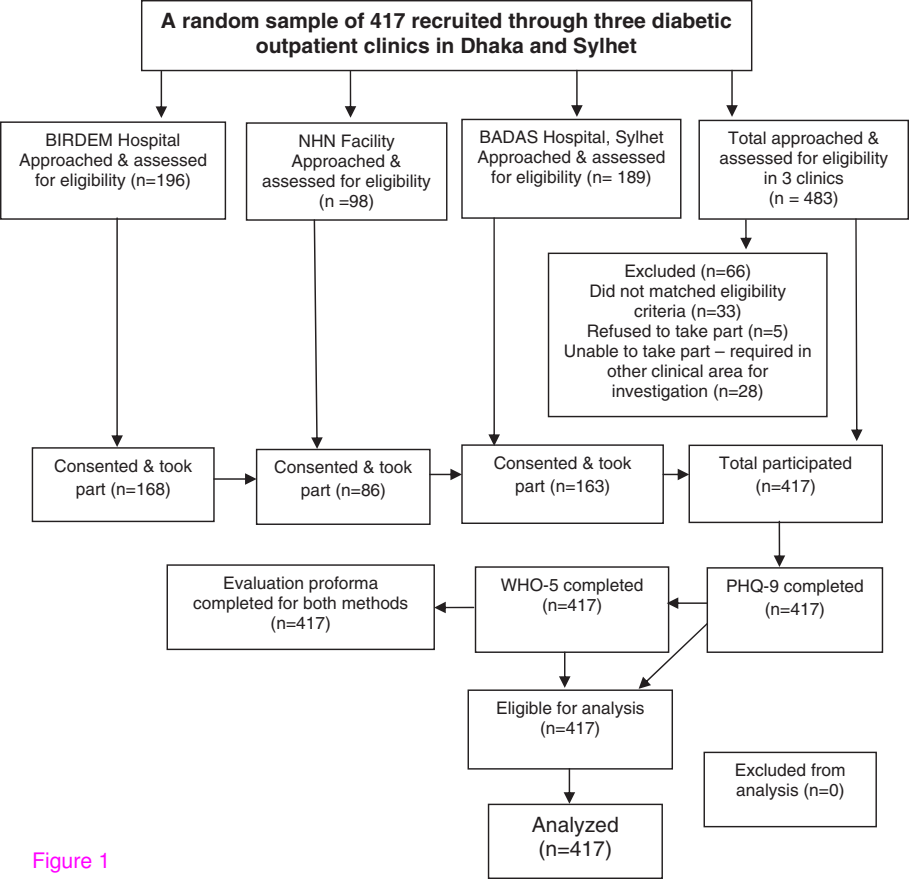 A random sample of 417 recruited through three diabetic
outpatient clinics in Dhaka and Sylhet
BIRDEM Hospital
Approached & assessed
for eligibility (n=196)
NHN Facility
Approached &
assessed for eligibility
(n =98)
BADAS Hospital, Sylhet
Approached & assessed
for eligibility (n= 189)
Total approached &
assessed for eligibility
in 3 clinics
(n = 483)
Excluded (n=66)
Did not matched eligibility
criteria (n=33)
Refused to take part (n=5)
Unable to take part – required in
other clinical area for
investigation (n=28)
Consented & took
part (n=168)
Consented & took
part (n=86)
Consented & took
part (n=163)
Total participated
(n=417)
Evaluation proforma
completed for both methods
(n=417)
WHO-5 completed
(n=417)
PHQ-9 completed
(n=417)
Eligible for analysis
(n=417)
Excluded from
analysis (n=0)
Analyzed
(n=417)
Figure 1